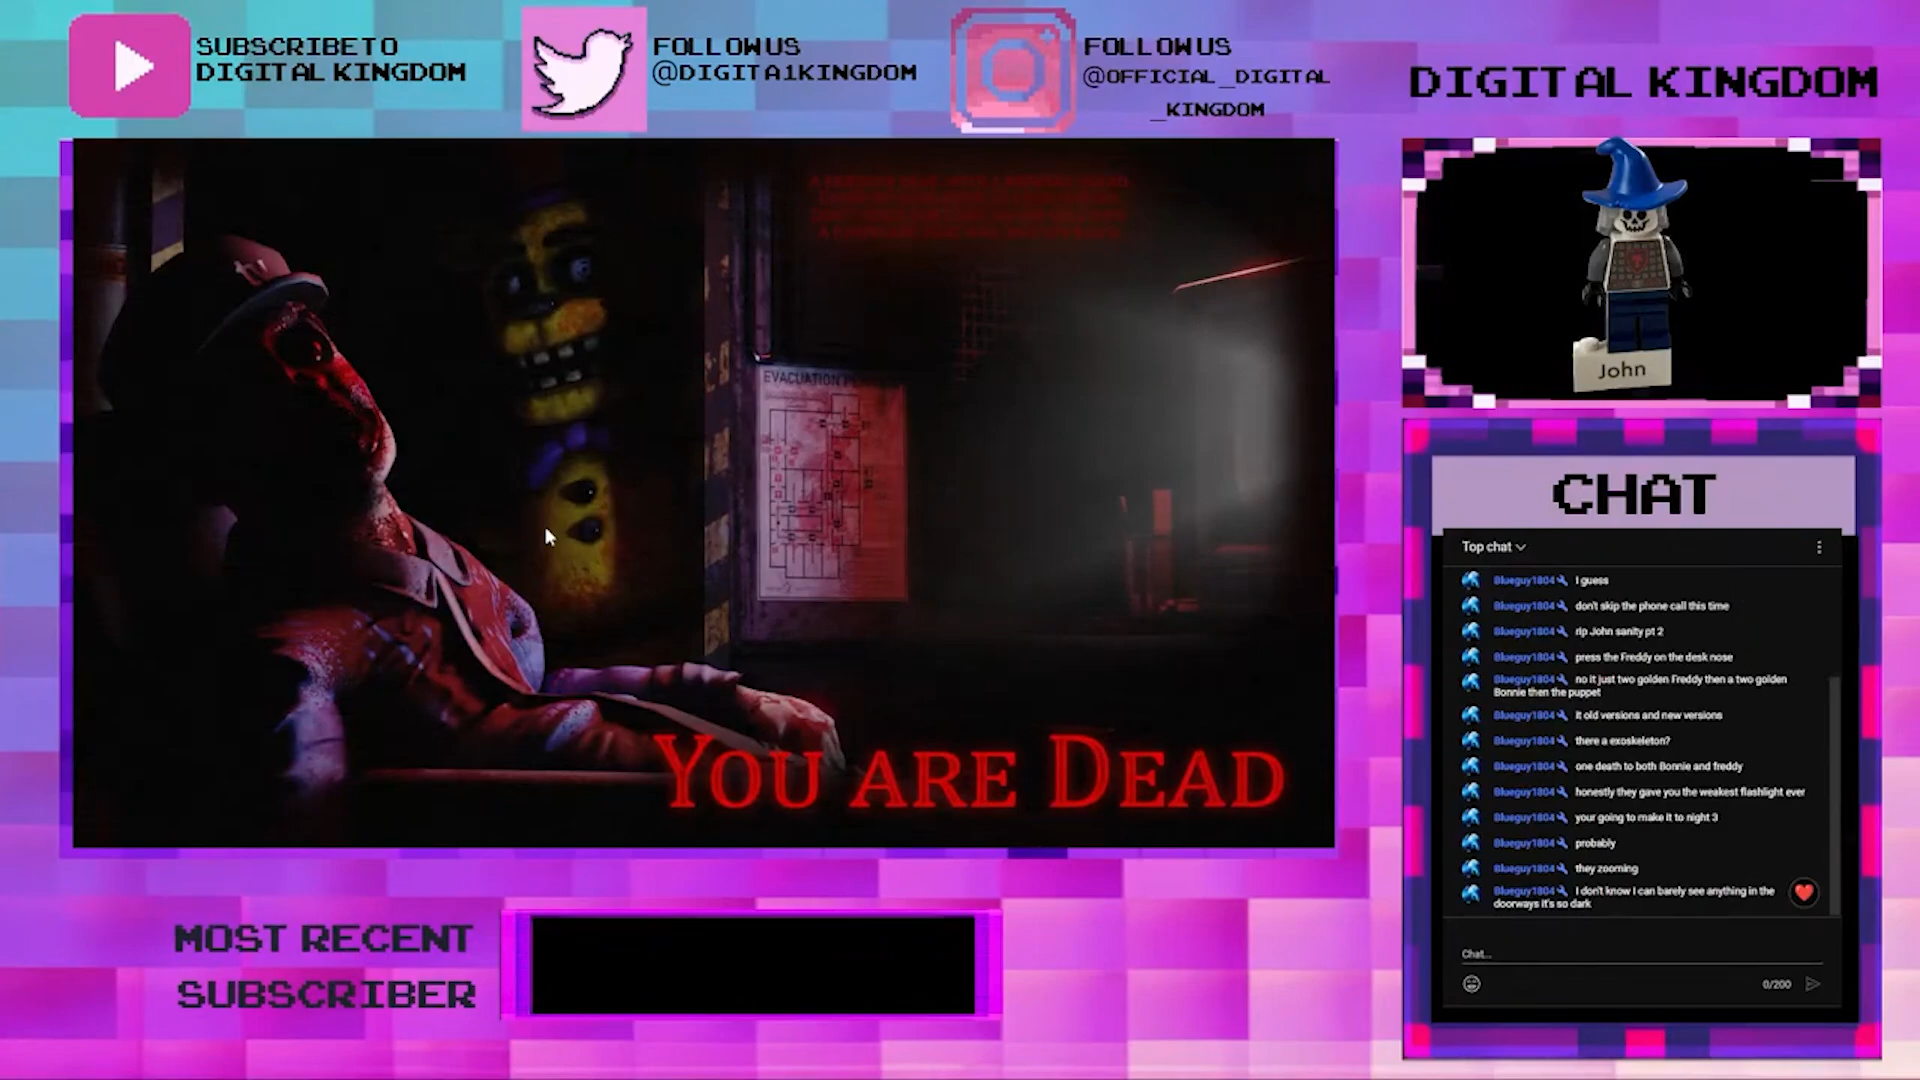 SUBSCRIBE TO
DIGITAL KINGDOM
FOLLOW US
@DIGITA1KINGDOM
FOLLOW US
@OFFICIAL_DIGITAL
_KINGDOM
DIGITAL KINGDOM
EVACUATION
YOU ARE DEAD
John
CHAT
Top chat
Blueguy1804 I guess
Blueguy1804 don't skip the phone call this time
Blueguy1804 rip John sanity pt 2
Blueguy1804 press the Freddy on the desk nose
Blueguy1804 no it just two golden Freddy then a two golden
Bonnie then the puppet
Blueguy1804 it old versions and new versions
Blueguy1804 there a exoskeleton?
Blueguy1804 one death to both Bonnie and freddy
Blueguy1804 honestly they gave you the weakest flashlight ever
Blueguy1804 your going to make it to night 3
Blueguy1804 probably
Blueguy1804 they zooming
Blueguy1804 I don't know I can barely see anything in the
doorways it's so dark
Chat...
0/200
MOST RECENT
SUBSCRIBER